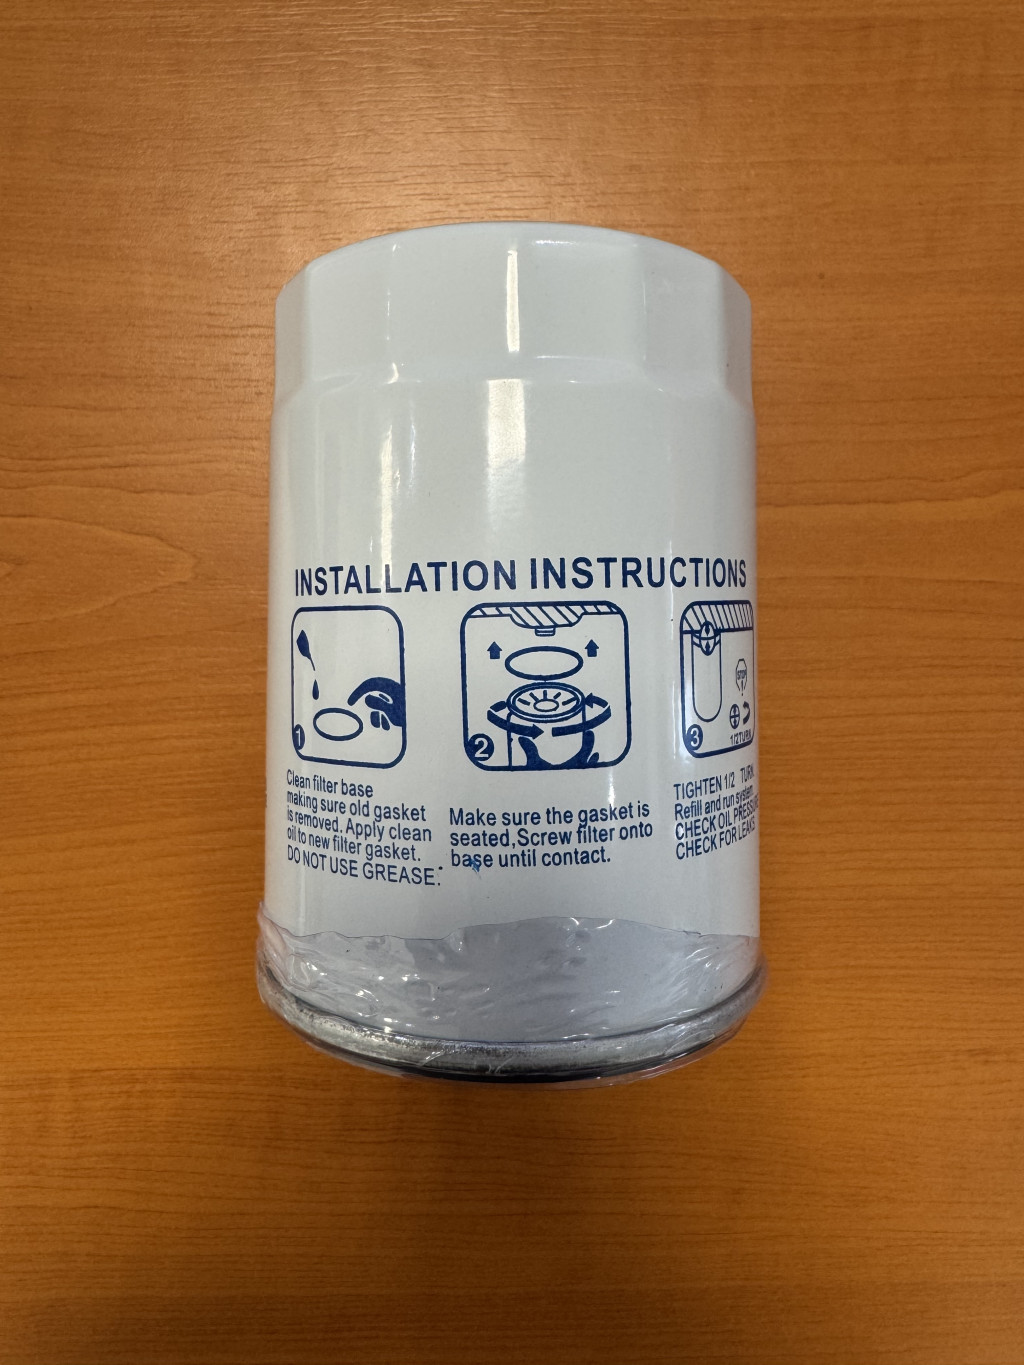 INSTALLATION INSTRUCTIONS
1
Clean filter base
making sure old gasket
is removed. Apply clean
oil to new filter gasket.
DO NOT USE GREASE.
2
Make sure the gasket is
seated,Screw filter onto
base until contact.
STOP
1/2TURN
3
TIGHTEN 1/2 TURN
Refill and run system
CHECK OIL PRESSU
CHECK FOR LEAKS